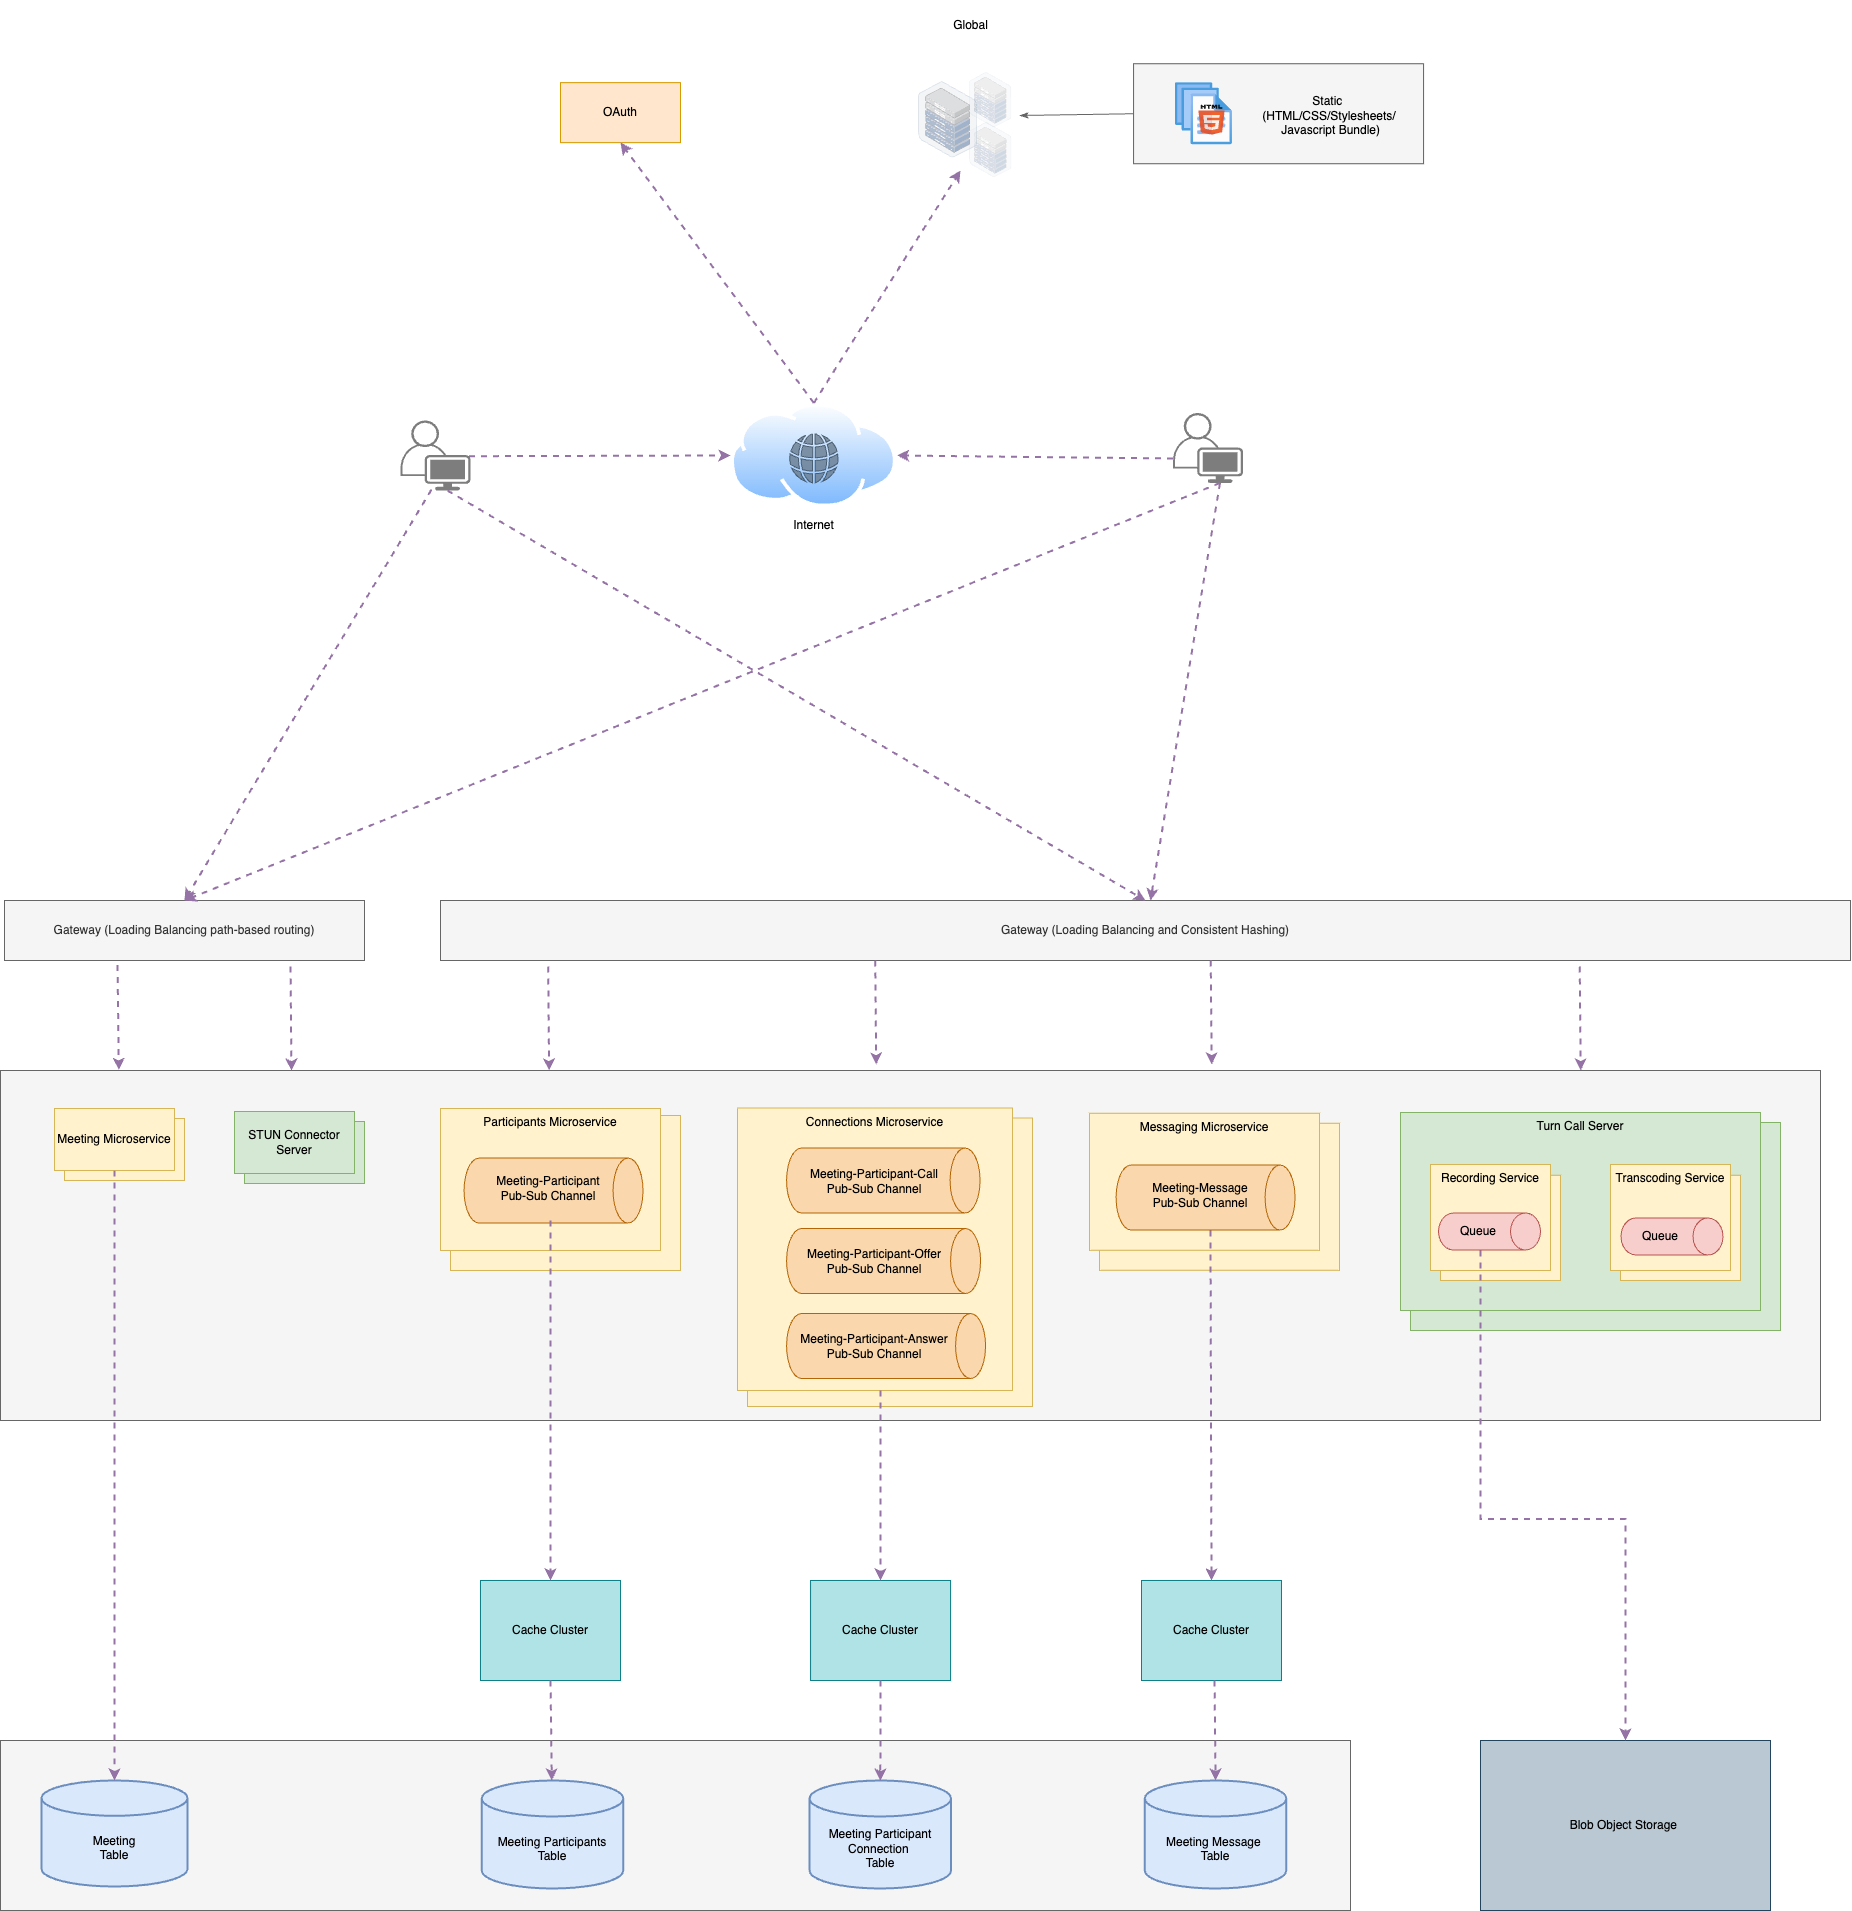 Global
OAuth
HTML
Static
(HTML/CSS/Stylesheets/
Javascript Bundle)
Internet
Gateway (Loading Balancing path-based routing)
Gateway (Loading Balancing and Consistent Hashing)
Meeting Microservice
STUN Connector
Server
Participants Microservice
Meeting-Participant
Pub-Sub Channel
Connections Microservice
Meeting-Participant-Call
Pub-Sub Channel
Meeting-Participant-Offer
Pub-Sub Channel
Meeting-Participant-Answer
Pub-Sub Channel
Messaging Microservice
Meeting-Message
Pub-Sub Channel
Turn Call Server
Recording Service
Queue
Transcoding Service
Queue
Cache Cluster
Cache Cluster
Cache Cluster
Meeting
Table
Meeting Participants
Table
Meeting Participant
Connection
Table
Meeting Message
Table
Blob Object Storage